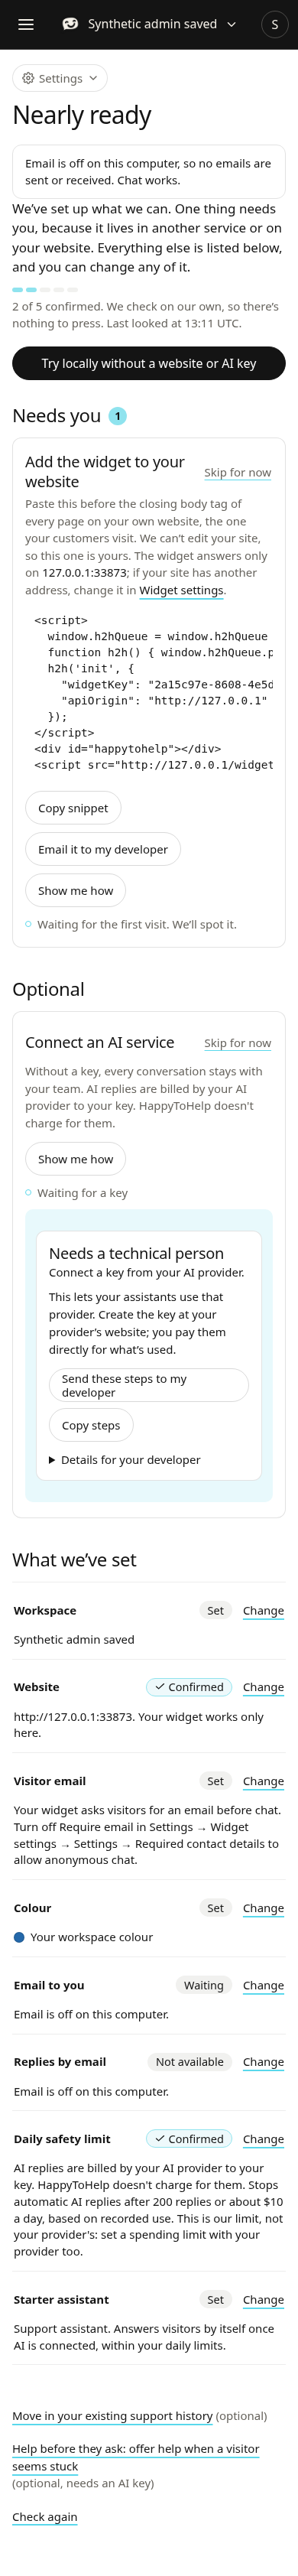 Synthetic admin saved
S
Settings
Nearly ready
Email is off on this computer, so no emails are
sent or received. Chat works.
We’ve set up what we can. One thing needs
you, because it lives in another service or on
your website. Everything else is listed below,
and you can change any of it.
2 of 5 confirmed. We check on our own, so there’s
nothing to press. Last looked at 13:11 UTC.
Try locally without a website or AI key
Needs you 1
Add the widget to your
website
Skip for now
Paste this before the closing body tag of
every page on your own website, the one
your customers visit. We can’t edit your site,
so this one is yours. The widget answers only
on 127.0.0.1:33873; if your site has another
address, change it in Widget settings.
<script>
window.h2hQueue = window.h2hQueue
function h2h() { window.h2hQueue.p
h2h('init', {
"widgetKey": "2a15c97e-8608-4e5d
"apiOrigin": "http://127.0.0.1"
});
</script>
<div id="happytohelp"></div>
<script src="http://127.0.0.1/widget
Copy snippet
Email it to my developer
Show me how
Waiting for the first visit. We’ll spot it.
Optional
Connect an AI service
Skip for now
Without a key, every conversation stays with
your team. AI replies are billed by your AI
provider to your key. HappyToHelp doesn't
charge for them.
Show me how
Waiting for a key
Needs a technical person
Connect a key from your AI provider.
This lets your assistants use that
provider. Create the key at your
provider’s website; you pay them
directly for what’s used.
Send these steps to my
developer
Copy steps
Details for your developer
What we’ve set
Workspace Set Change
Synthetic admin saved
Website Confirmed Change
http://127.0.0.1:33873. Your widget works only
here.
Visitor email Set Change
Your widget asks visitors for an email before chat.
Turn off Require email in Settings → Widget
settings → Settings → Required contact details to
allow anonymous chat.
Colour Set Change
Your workspace colour
Email to you Waiting Change
Email is off on this computer.
Replies by email Not available Change
Email is off on this computer.
Daily safety limit Confirmed Change
AI replies are billed by your AI provider to your
key. HappyToHelp doesn't charge for them. Stops
automatic AI replies after 200 replies or about $10
a day, based on recorded use. This is our limit, not
your provider's: set a spending limit with your
provider too.
Starter assistant Set Change
Support assistant. Answers visitors by itself once
AI is connected, within your daily limits.
Move in your existing support history (optional)
Help before they ask: offer help when a visitor
seems stuck
(optional, needs an AI key)
Check again